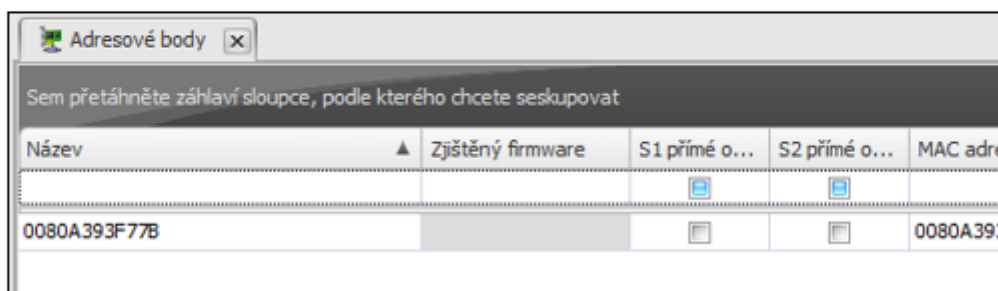 Adresové body
Sem přetáhněte záhlaví sloupce, podle kterého chcete seskupovat
Název Zjištěný firmware S1 přímé o... S2 přímé o... MAC adre
0080A393F77B 0080A393